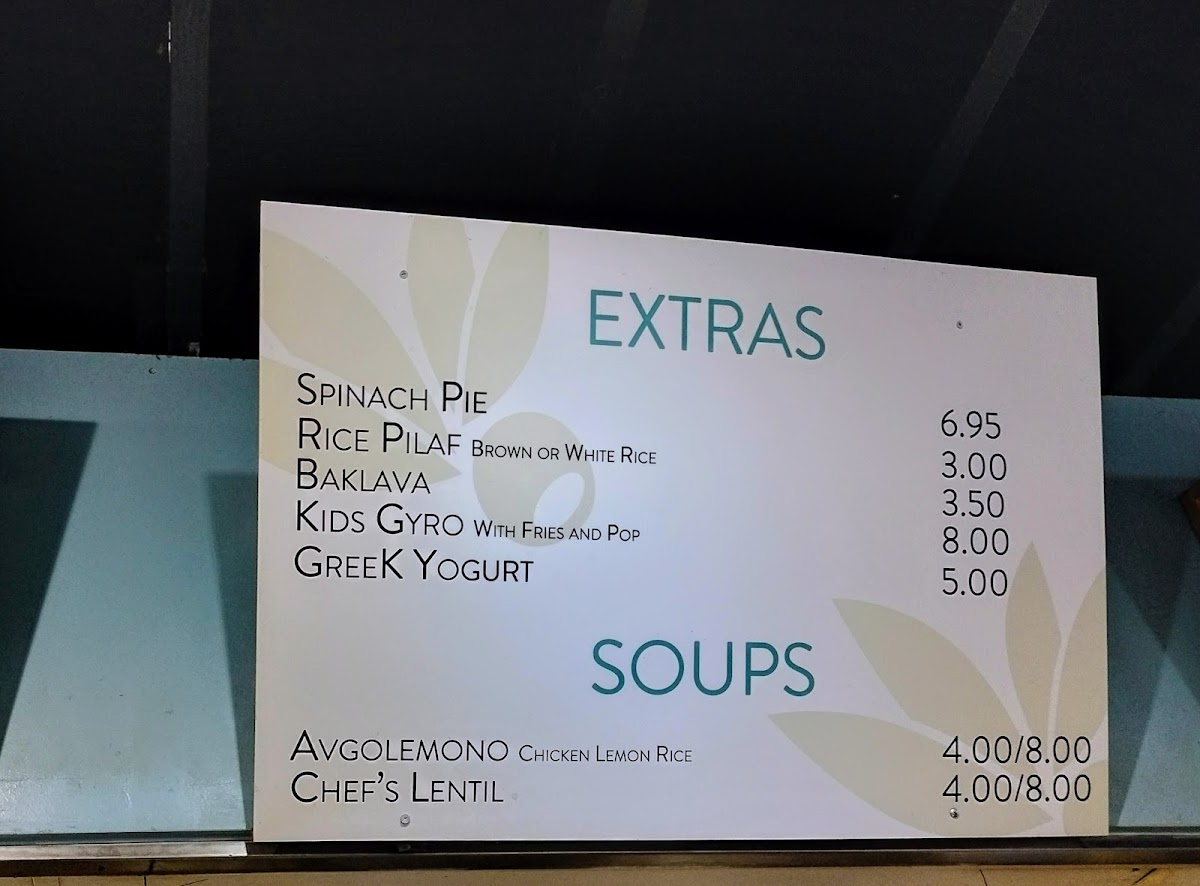 EXTRAS
SPINACH PIE 6.95
RICE PILAF BROWN OR WHITE RICE 3.00
BAKLAVA 3.50
KIDS GYRO WITH FRIES AND POP 8.00
GREEK YOGURT 5.00
SOUPS
AVGOLEMONO CHICKEN LEMON RICE 4.00/8.00
CHEF'S LENTIL 4.00/8.00